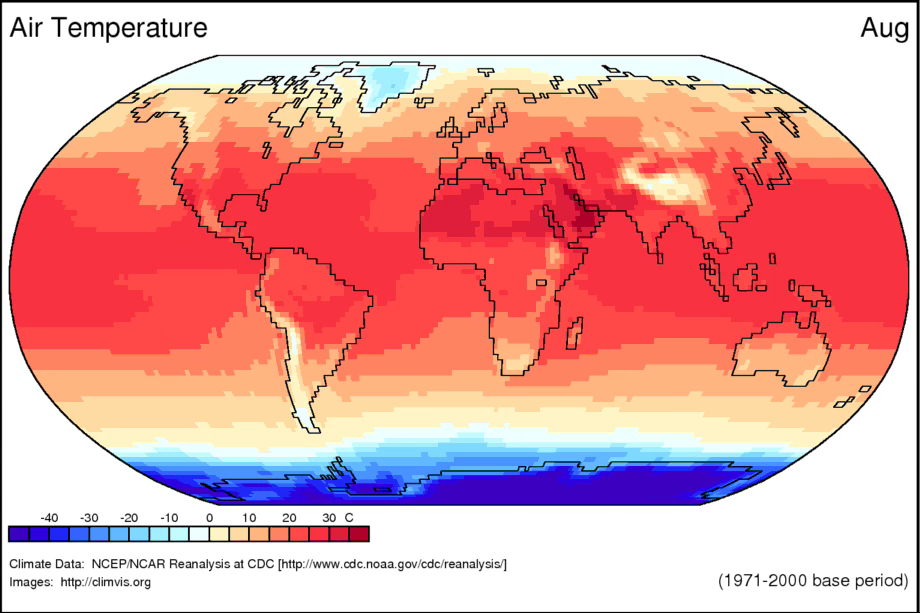 Air Temperature Aug
-40 -30 -20 -10 0 10 20 30 C
Climate Data: NCEP/NCAR Reanalysis at CDC [http://www.cdc.noaa.gov/cdc/reanalysis/]
Images: http://climvis.org (1971-2000 base period)